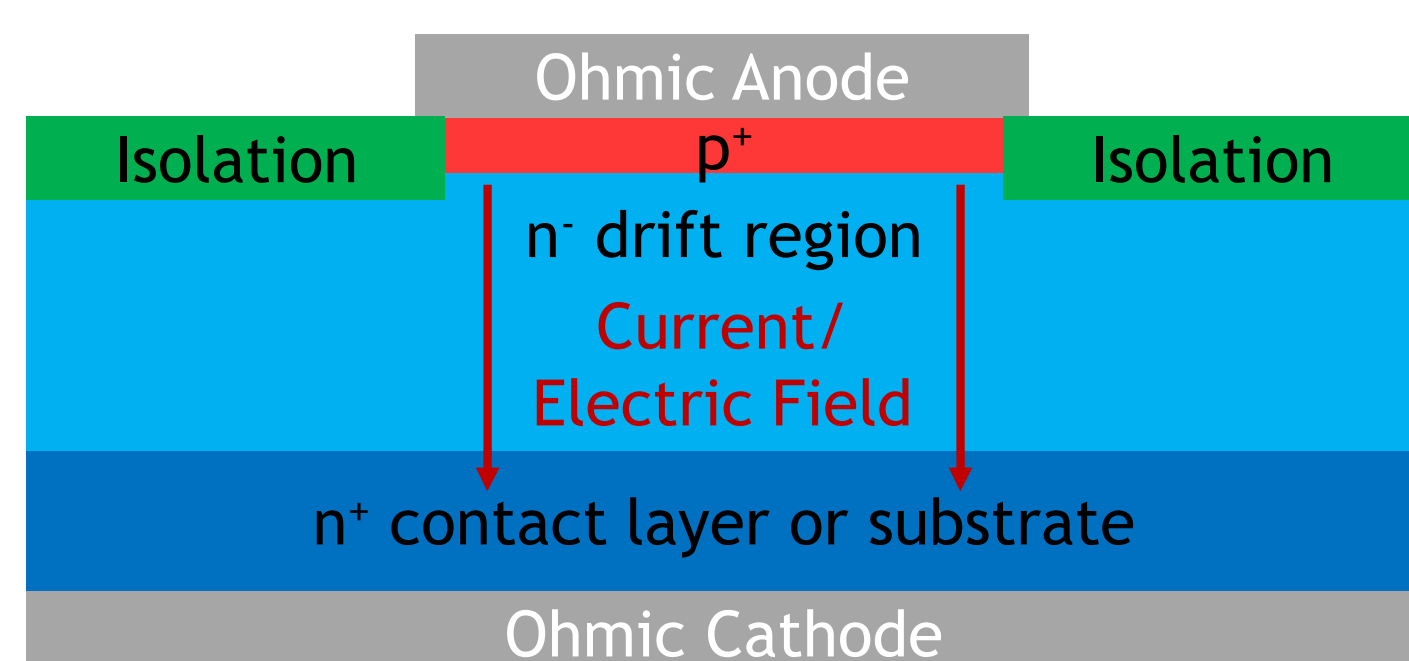 Ohmic Anode
Isolation
p⁺
Isolation
n⁻ drift region
Current/
Electric Field
n⁺ contact layer or substrate
Ohmic Cathode